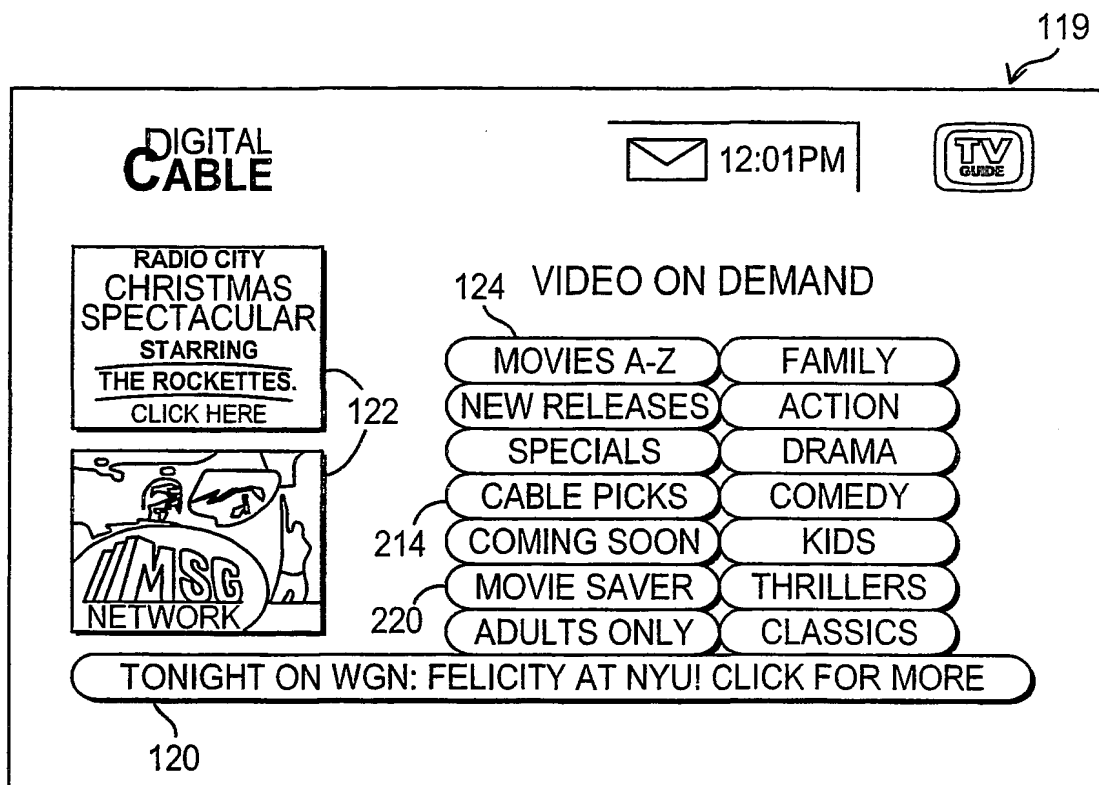 119
DIGITAL
CABLE
12:01PM
TV
GUIDE
RADIO CITY
CHRISTMAS
SPECTACULAR
STARRING
THE ROCKETTES.
CLICK HERE
122
MSG
NETWORK
VIDEO ON DEMAND
124
MOVIES A-Z FAMILY
NEW RELEASES ACTION
SPECIALS DRAMA
CABLE PICKS COMEDY
214
COMING SOON KIDS
MOVIE SAVER THRILLERS
220
ADULTS ONLY CLASSICS
TONIGHT ON WGN: FELICITY AT NYU! CLICK FOR MORE
120